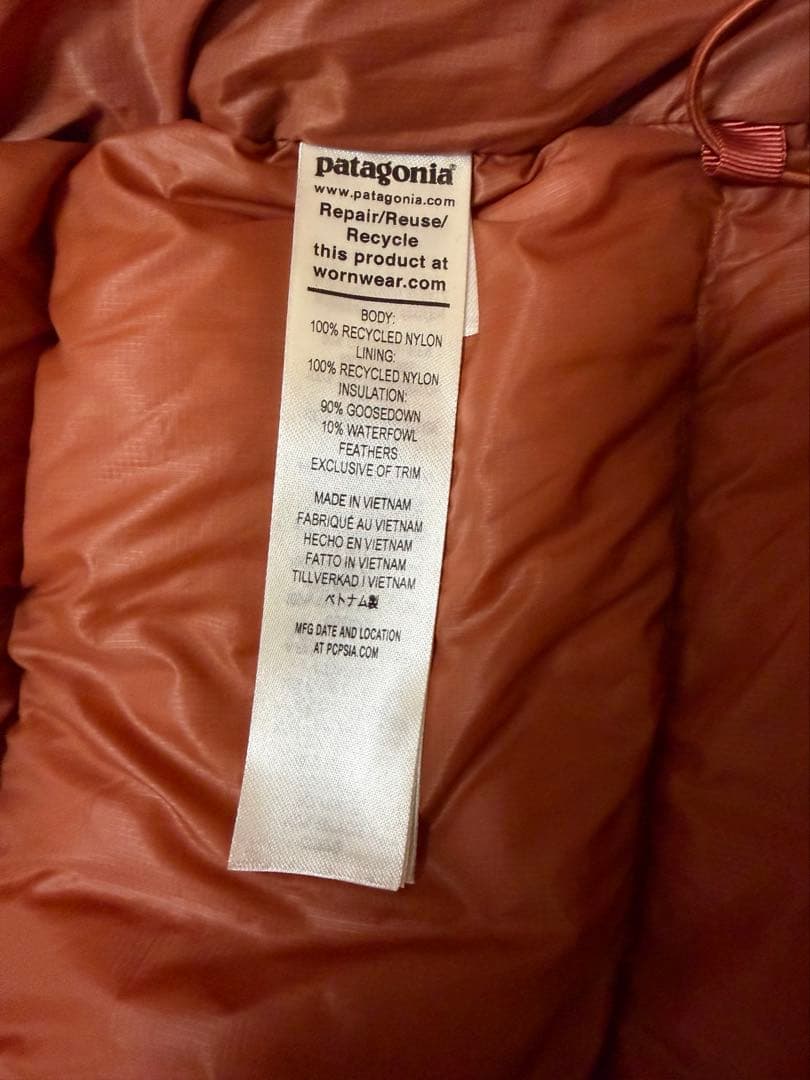 patagonia®
www.patagonia.com
Repair/Reuse/
Recycle
this product at
wornwear.com
BODY:
100% RECYCLED NYLON
LINING:
100% RECYCLED NYLON
INSULATION:
90% GOOSEDOWN
10% WATERFOWL
FEATHERS
EXCLUSIVE OF TRIM
MADE IN VIETNAM
FABRIQUÉ AU VIETNAM
HECHO EN VIETNAM
FATTO IN VIETNAM
TILLVERKAD I VIETNAM
ベトナム製
MFG DATE AND LOCATION
AT PCPSIA.COM